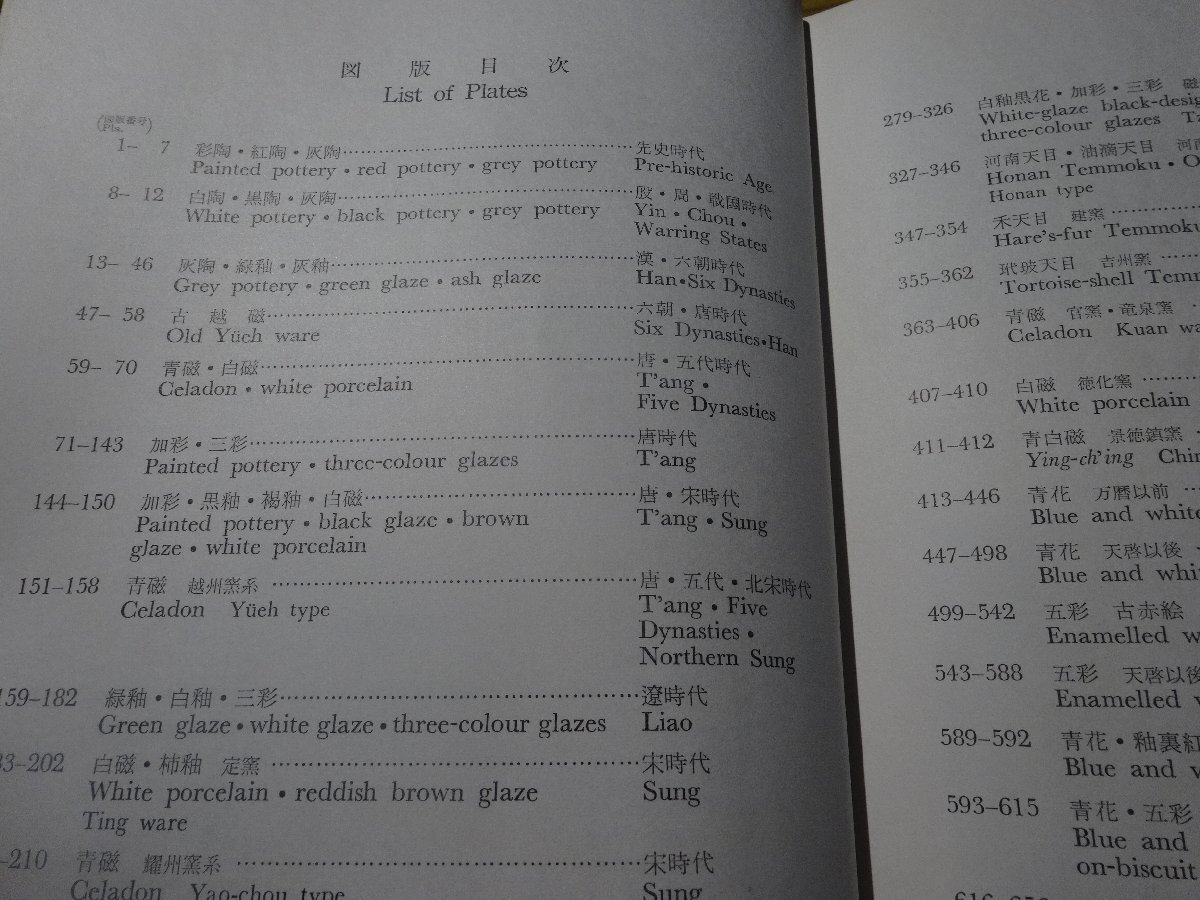 図版目次
List of Plates
(図版番号
Pls.)
1– 7 彩陶・紅陶・灰陶……先史時代
Painted pottery・red pottery・grey pottery Pre-historic Age
8– 12 白陶・黒陶・灰陶……殷・周・戦国時代
White pottery・black pottery・grey pottery Yin・Chou・
Warring States
13– 46 灰陶・緑釉・灰釉……漢・六朝時代
Grey pottery・green glaze・ash glaze Han・Six Dynasties
47– 58 古越磁……六朝・唐時代
Old Yüeh ware Six Dynasties・Han
59– 70 青磁・白磁……唐・五代時代
Celadon・white porcelain T'ang・
Five Dynasties
71–143 加彩・三彩……唐時代
Painted pottery・three-colour glazes T'ang
144–150 加彩・黒釉・褐釉・白磁……唐・宋時代
Painted pottery・black glaze・brown T'ang・Sung
glaze・white porcelain
151–158 青磁 越州窯系……唐・五代・北宋時代
Celadon Yüeh type T'ang・Five
Dynasties・
Northern Sung
159–182 緑釉・白釉・三彩……遼時代
Green glaze・white glaze・three-colour glazes Liao
33–202 白磁・柿釉 定窯……宋時代
White porcelain・reddish brown glaze Sung
Ting ware
–210 青磁 耀州窯系……宋時代
Celadon Yao-chou type Sung
279–326 白釉黒花・加彩・三彩 磁
White-glaze black-desig
three-colour glazes Tz
327–346 河南天目・油滴天目 河南
Honan Temmoku・O
Honan type
347–354 禾天目 建窯……
Hare's-fur Temmoku
355–362 玳玻天目 吉州窯……
Tortoise-shell Temm
363–406 青磁 官窯・竜泉窯……
Celadon Kuan wa
407–410 白磁 徳化窯……
White porcelain
411–412 青白磁 景徳鎮窯
Ying-ch'ing Chin
413–446 青花 万暦以前……
Blue and white
447–498 青花 天啓以後
Blue and whit
499–542 五彩 古赤絵
Enamelled w
543–588 五彩 天啓以後
Enamelled v
589–592 青花・釉裏紅
Blue and v
593–615 青花・五彩
Blue and
on-biscuit